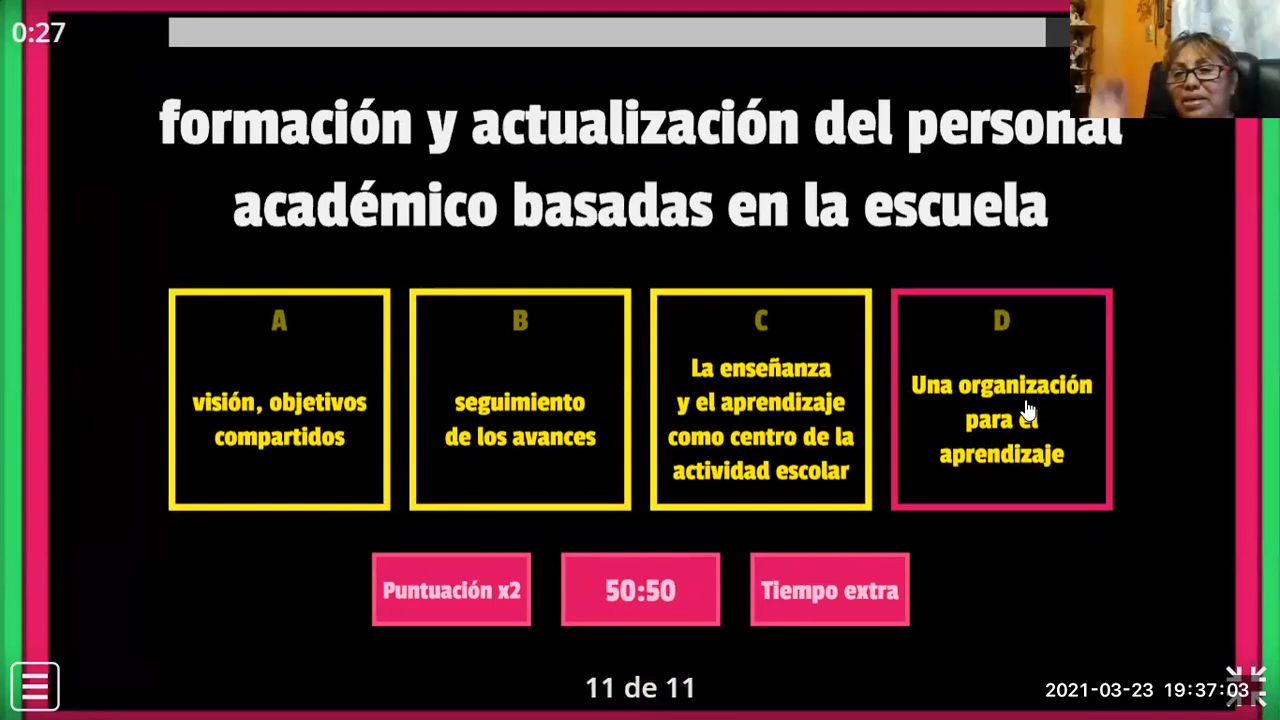 0:27
formación y actualización del personal
académico basadas en la escuela
A
visión, objetivos
compartidos
B
seguimiento
de los avances
C
La enseñanza
y el aprendizaje
como centro de la
actividad escolar
D
Una organización
para el
aprendizaje
Puntuación x2
50:50
Tiempo extra
11 de 11
2021-03-23 19:37:03